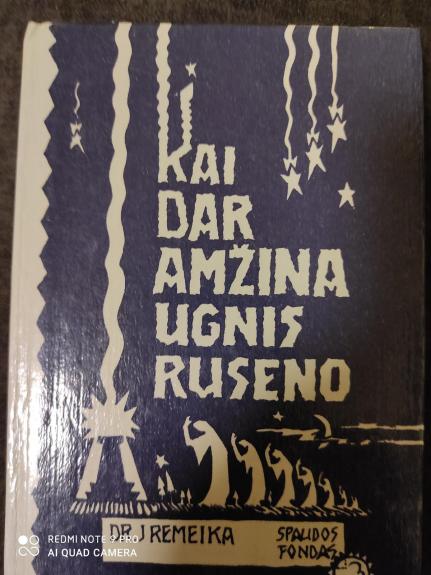 KAI
DAR
AMŽINA
UGNIS
RUSENO
DR. J REMEIKA
SPAUDOS
FONDAS
REDMI NOTE 9 PRO
AI QUAD CAMERA